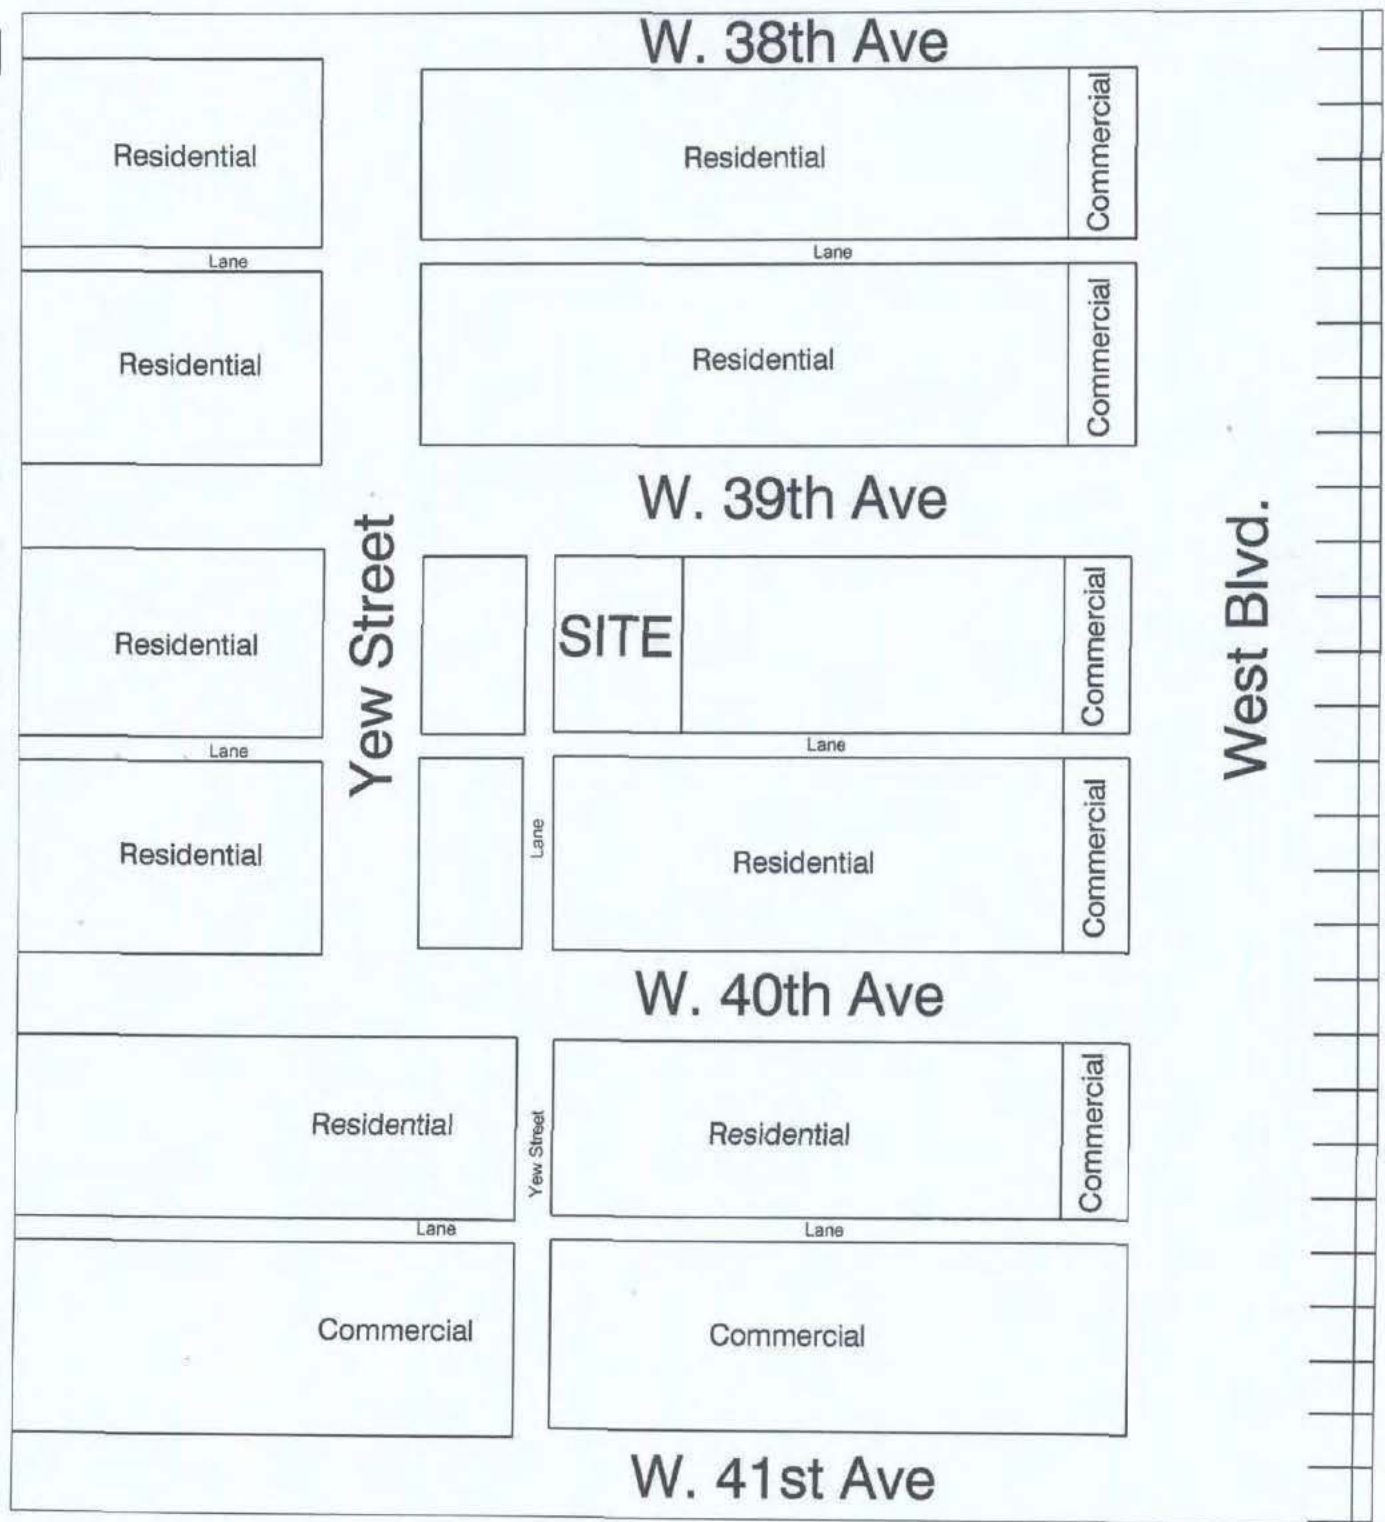 W. 38th Ave
Residential
Residential
Commercial
Lane
Lane
Residential
Residential
Commercial
W. 39th Ave
Yew Street
West Blvd.
Residential
SITE
Commercial
Lane
Lane
Residential
Lane
Residential
Commercial
W. 40th Ave
Residential
Yew Street
Residential
Commercial
Lane
Lane
Commercial
Commercial
W. 41st Ave